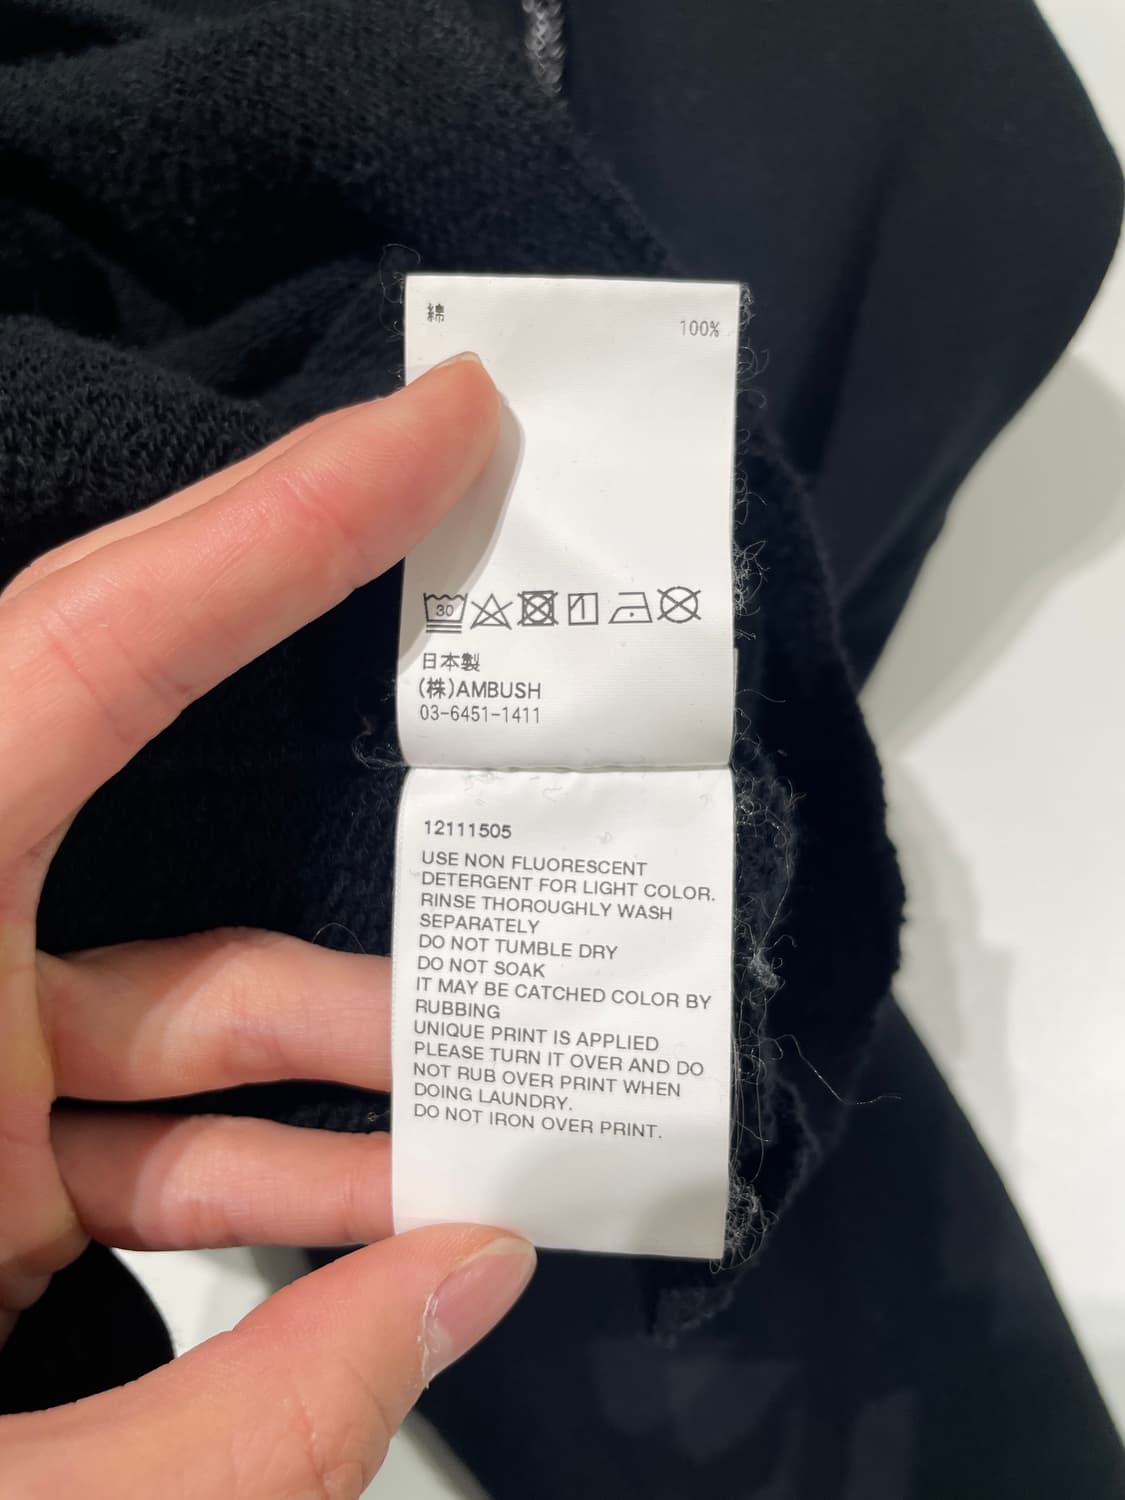 綿 100%
30
日本製
(株)AMBUSH
03-6451-1411
12111505
USE NON FLUORESCENT
DETERGENT FOR LIGHT COLOR.
RINSE THOROUGHLY WASH
SEPARATELY
DO NOT TUMBLE DRY
DO NOT SOAK
IT MAY BE CATCHED COLOR BY
RUBBING
UNIQUE PRINT IS APPLIED
PLEASE TURN IT OVER AND DO
NOT RUB OVER PRINT WHEN
DOING LAUNDRY.
DO NOT IRON OVER PRINT.